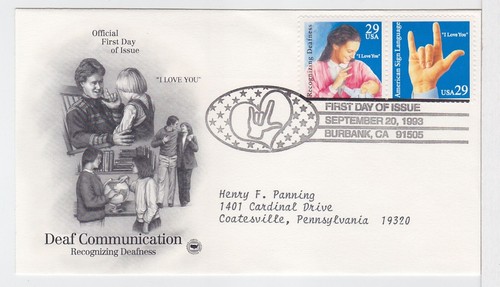 Official
First Day
of Issue
"I LOVE YOU"
Deaf Communication
Recognizing Deafness
Recognizing Deafness
29
USA
"I Love You"
American Sign Language
"I Love You"
USA 29
FIRST DAY OF ISSUE
SEPTEMBER 20, 1993
BURBANK, CA 91505
Henry F. Panning
1401 Cardinal Drive
Coatesville, Pennsylvania 19320